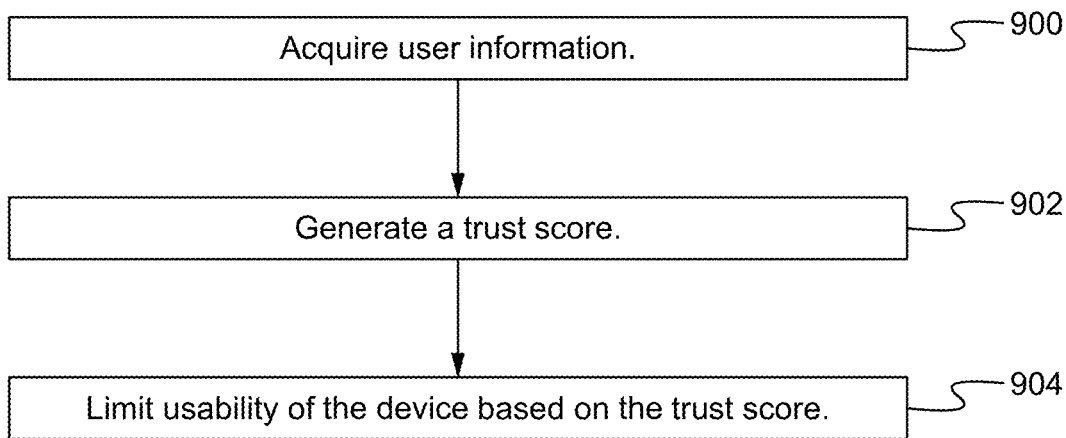 Acquire user information.
900
Generate a trust score.
902
Limit usability of the device based on the trust score.
904